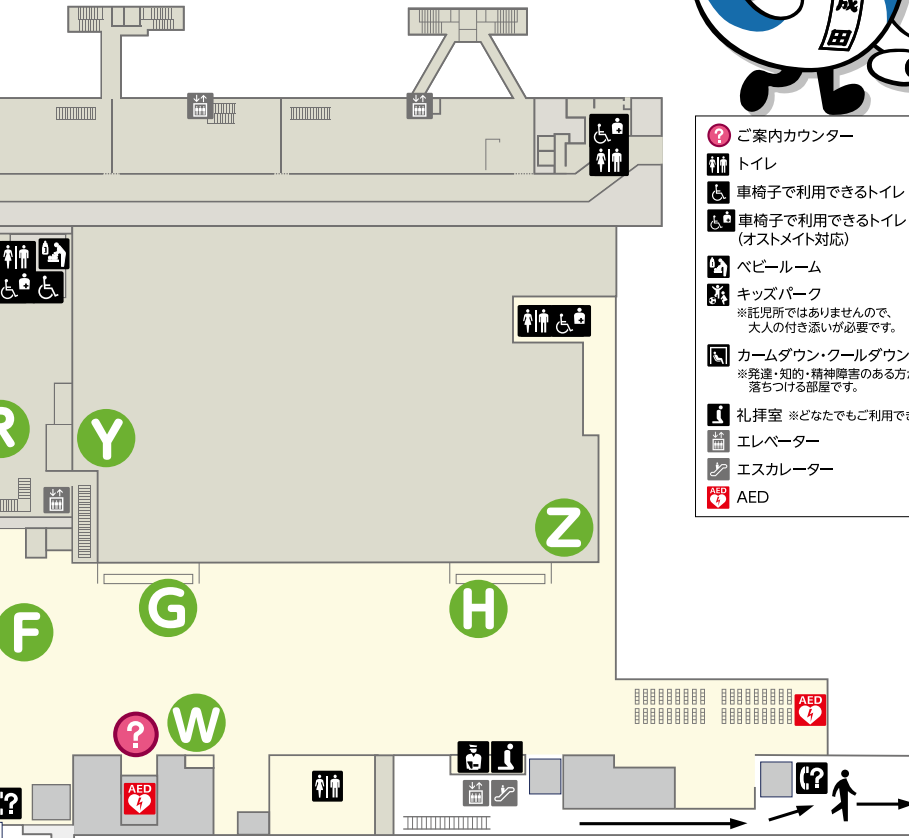 成
田
? ご案内カウンター
トイレ
車椅子で利用できるトイレ
車椅子で利用できるトイレ
(オストメイト対応)
ベビールーム
キッズパーク
※託児所ではありませんので、
大人の付き添いが必要です。
カームダウン・クールダウン
※発達・知的・精神障害のある方が
落ちつける部屋です。
礼拝室 ※どなたでもご利用でき
エレベーター
エスカレーター
AED AED
R
Y
Z
G
H
F
W
?
AED
AED
?
?